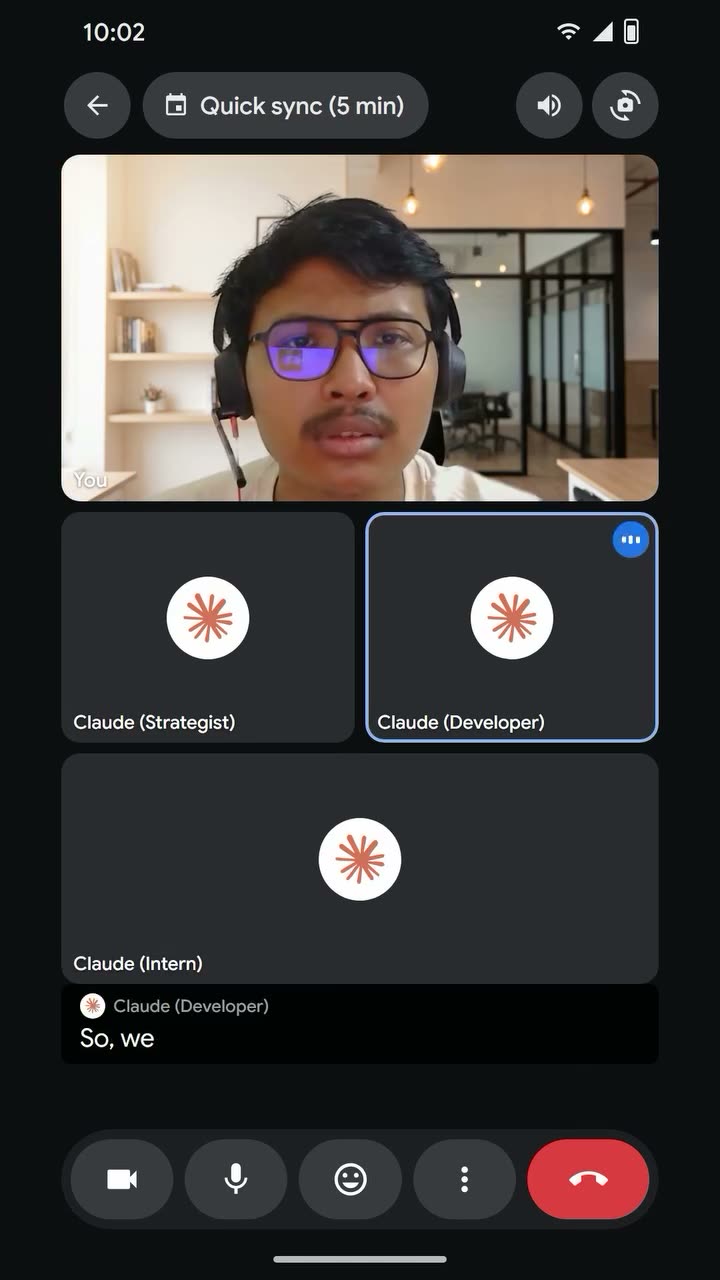 10:02
Quick sync (5 min)
You
Claude (Strategist)
Claude (Developer)
Claude (Intern)
Claude (Developer)
So, we